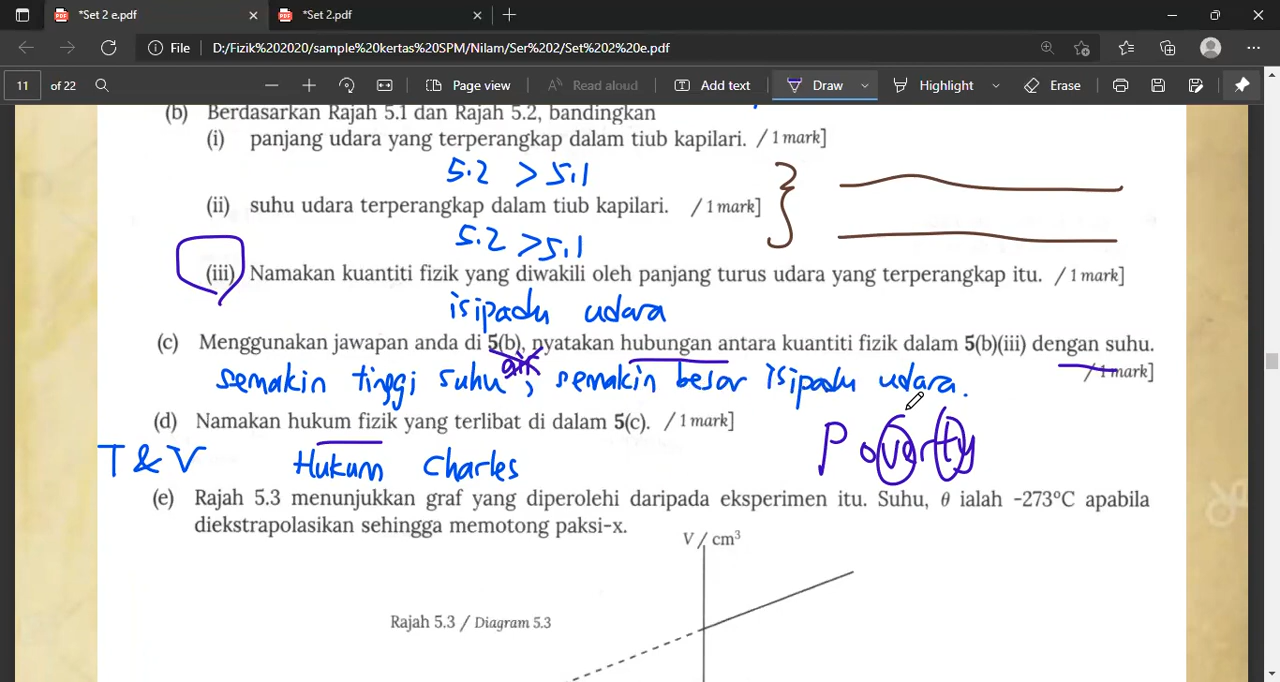 *Set 2 e.pdf
*Set 2.pdf
File D:/Fizik%202020/sample%20kertas%20SPM/Nilam/Ser%202/Set%202%20e.pdf
11 of 22 Page view Read aloud Add text Draw Highlight Erase
(b) Berdasarkan Rajah 5.1 dan Rajah 5.2, bandingkan
(i) panjang udara yang terperangkap dalam tiub kapilari. /1 mark]
5.2 > 5.1
(ii) suhu udara terperangkap dalam tiub kapilari. /1 mark]
5.2 > 5.1
(iii) Namakan kuantiti fizik yang diwakili oleh panjang turus udara yang terperangkap itu. /1 mark]
isipadu udara
(c) Menggunakan jawapan anda di 5(b), nyatakan hubungan antara kuantiti fizik dalam 5(b)(iii) dengan suhu.
/1 mark]
semakin tinggi suhu , semakin besar isipadu udara.
(d) Namakan hukum fizik yang terlibat di dalam 5(c). /1 mark]
T & V Hukum Charles
Poverty
(e) Rajah 5.3 menunjukkan graf yang diperolehi daripada eksperimen itu. Suhu, θ ialah -273°C apabila
diekstrapolasikan sehingga memotong paksi-x.
V / cm³
Rajah 5.3 / Diagram 5.3